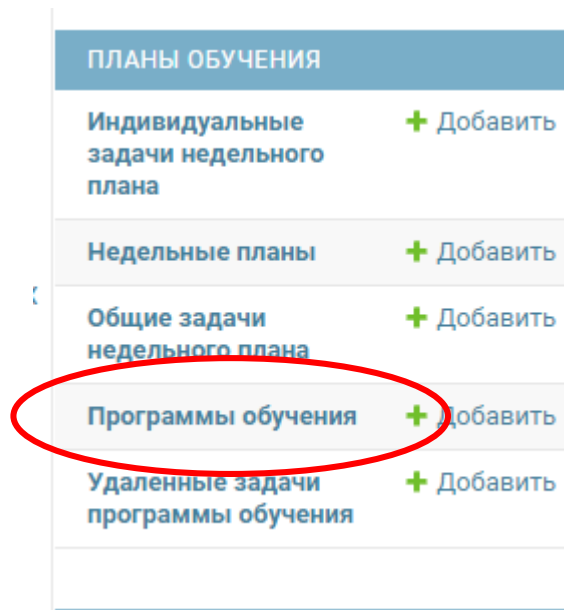 ПЛАНЫ ОБУЧЕНИЯ
Индивидуальные + Добавить
задачи недельного
плана
Недельные планы + Добавить
Общие задачи + Добавить
недельного плана
Программы обучения + Добавить
Удаленные задачи + Добавить
программы обучения